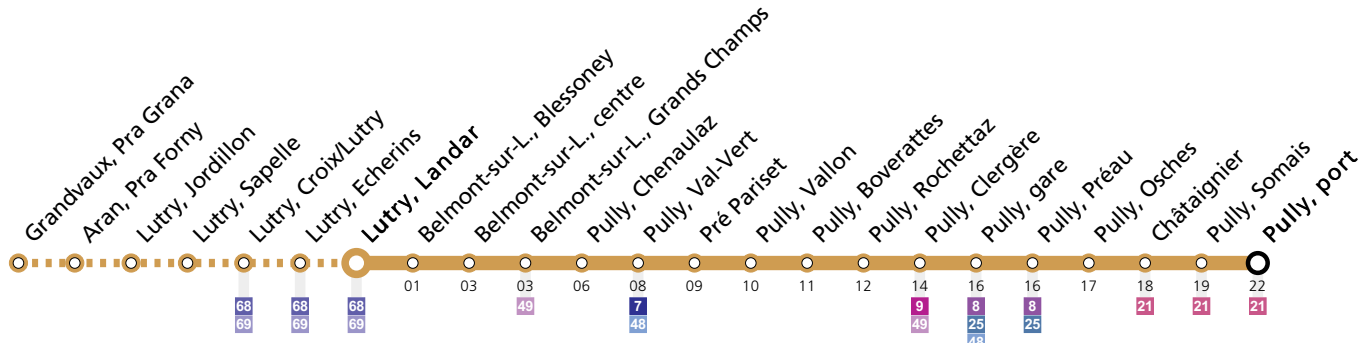 Grandvaux, Pra Grana
Aran, Pra Forny
Lutry, Jordillon
Lutry, Sapelle
Lutry, Croix/Lutry
Lutry, Echerins
Lutry, Landar
Belmont-sur-L., Blessoney
Belmont-sur-L., centre
Belmont-sur-L., Grands Champs
Pully, Chenaulaz
Pully, Val-Vert
Pré Pariset
Pully, Vallon
Pully, Boverattes
Pully, Rochettaz
Pully, Clergère
Pully, gare
Pully, Préau
Pully, Osches
Châtaignier
Pully, Somais
Pully, port
01 03 03 06 08 09 10 11 12 14 16 16 17 18 19 22
68 68 68 49 7 9 8 8 21 21 21
69 69 69 48 49 25 25
48